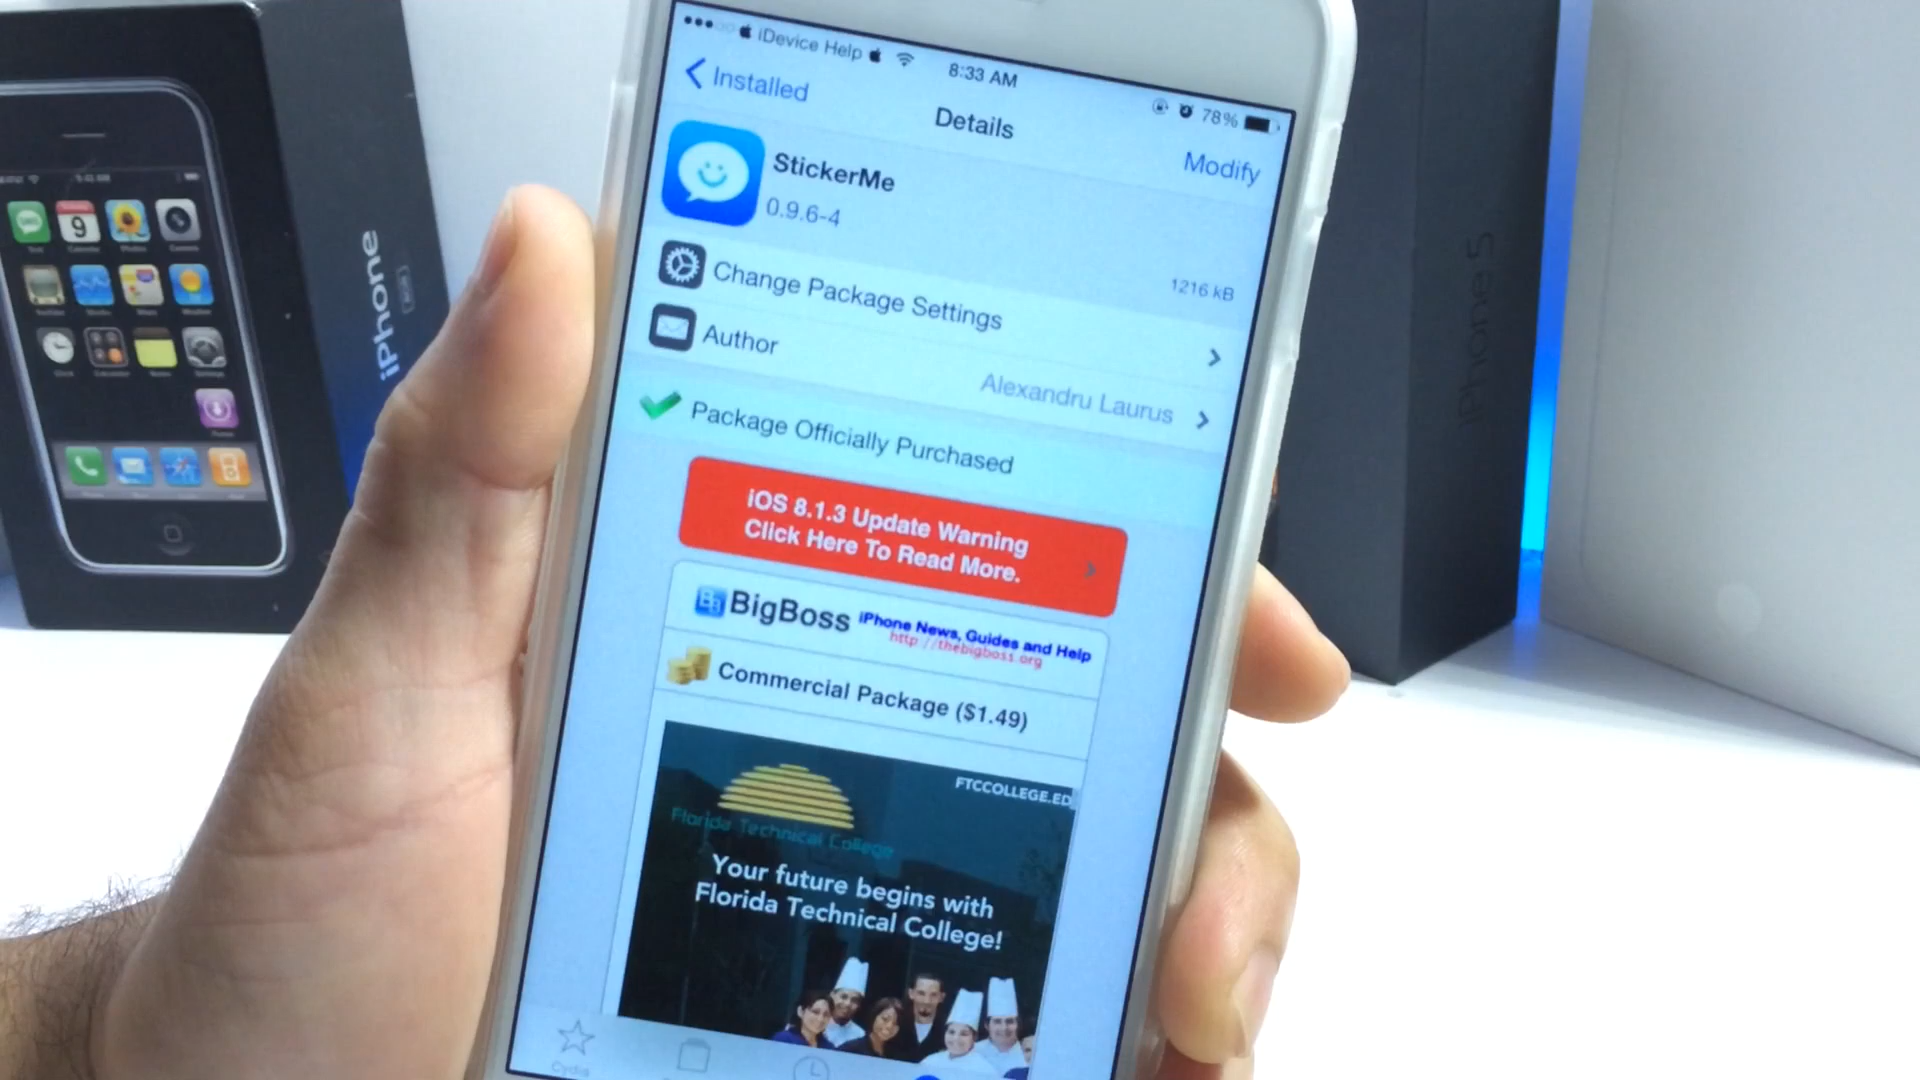 iDevice Help
8:33 AM
78%
Installed
Details
Modify
StickerMe
0.9.6-4
1216 kB
Change Package Settings
Author
Alexandru Laurus
Package Officially Purchased
iOS 8.1.3 Update Warning
Click Here To Read More.
BigBoss
iPhone News, Guides and Help
http://thebigboss.org
Commercial Package ($1.49)
FTCCOLLEGE.ED
Florida Technical College
Your future begins with
Florida Technical College!
Cydia
iPhone
9
iPhone 5